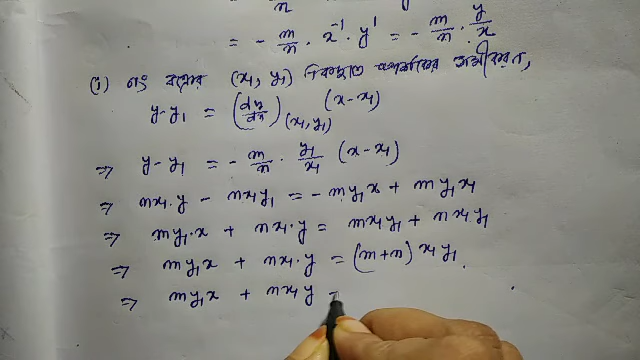 n
= - m/n · x⁻¹ · y¹ = - m/n · y/x
(i) নং বক্রের (x₁, y₁) বিন্দুতে স্পর্শকের সমীকরণ,
y-y₁ = (dy/dx)(x₁, y₁) (x-x₁)
⇒ y-y₁ = - m/n · y₁/x₁ (x-x₁)
⇒ nx₁·y - nx₁y₁ = - my₁x + my₁x₁
⇒ my₁·x + nx₁·y = mx₁y₁ + nx₁y₁
⇒ my₁x + nx₁·y = (m+n) x₁y₁.
⇒ my₁x + nx₁y =